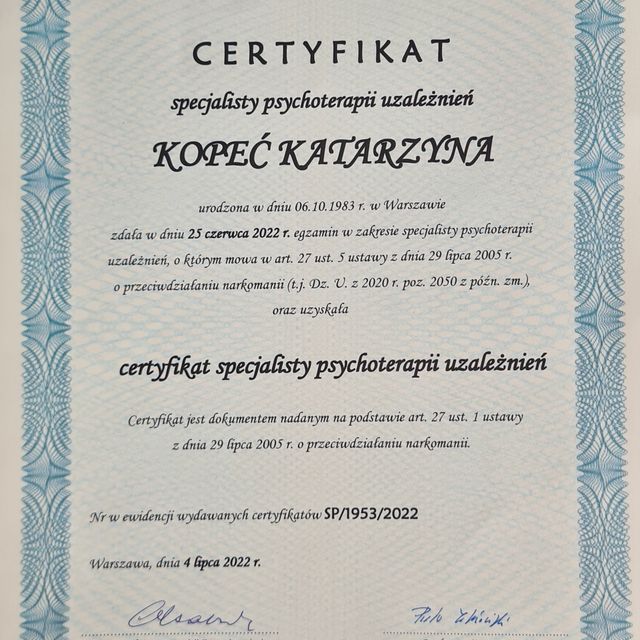 CERTYFIKAT
specjalisty psychoterapii uzależnień
KOPEĆ KATARZYNA
urodzona w dniu 06.10.1983 r. w Warszawie
zdała w dniu 25 czerwca 2022 r. egzamin w zakresie specjalisty psychoterapii
uzależnień, o którym mowa w art. 27 ust. 5 ustawy z dnia 29 lipca 2005 r.
o przeciwdziałaniu narkomanii (t.j. Dz. U. z 2020 r. poz. 2050 z późn. zm.),
oraz uzyskała
certyfikat specjalisty psychoterapii uzależnień
Certyfikat jest dokumentem nadanym na podstawie art. 27 ust. 1 ustawy
z dnia 29 lipca 2005 r. o przeciwdziałaniu narkomanii.
Nr w ewidencji wydawanych certyfikatów SP/1953/2022
Warszawa, dnia 4 lipca 2022 r.